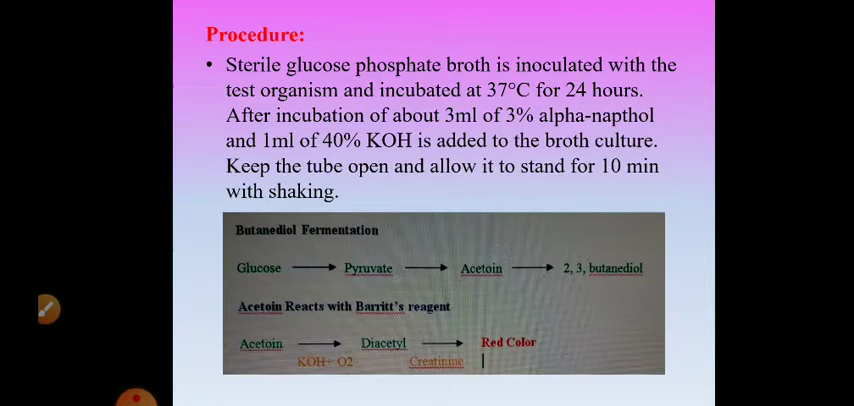 Procedure:
• Sterile glucose phosphate broth is inoculated with the
test organism and incubated at 37°C for 24 hours.
After incubation of about 3ml of 3% alpha-napthol
and 1ml of 40% KOH is added to the broth culture.
Keep the tube open and allow it to stand for 10 min
with shaking.
Butanediol Fermentation
Glucose → Pyruvate → Acetoin → 2, 3, butanediol
Acetoin Reacts with Barritt's reagent
Acetoin → Diacetyl → Red Color
KOH+ O2 Creatinine